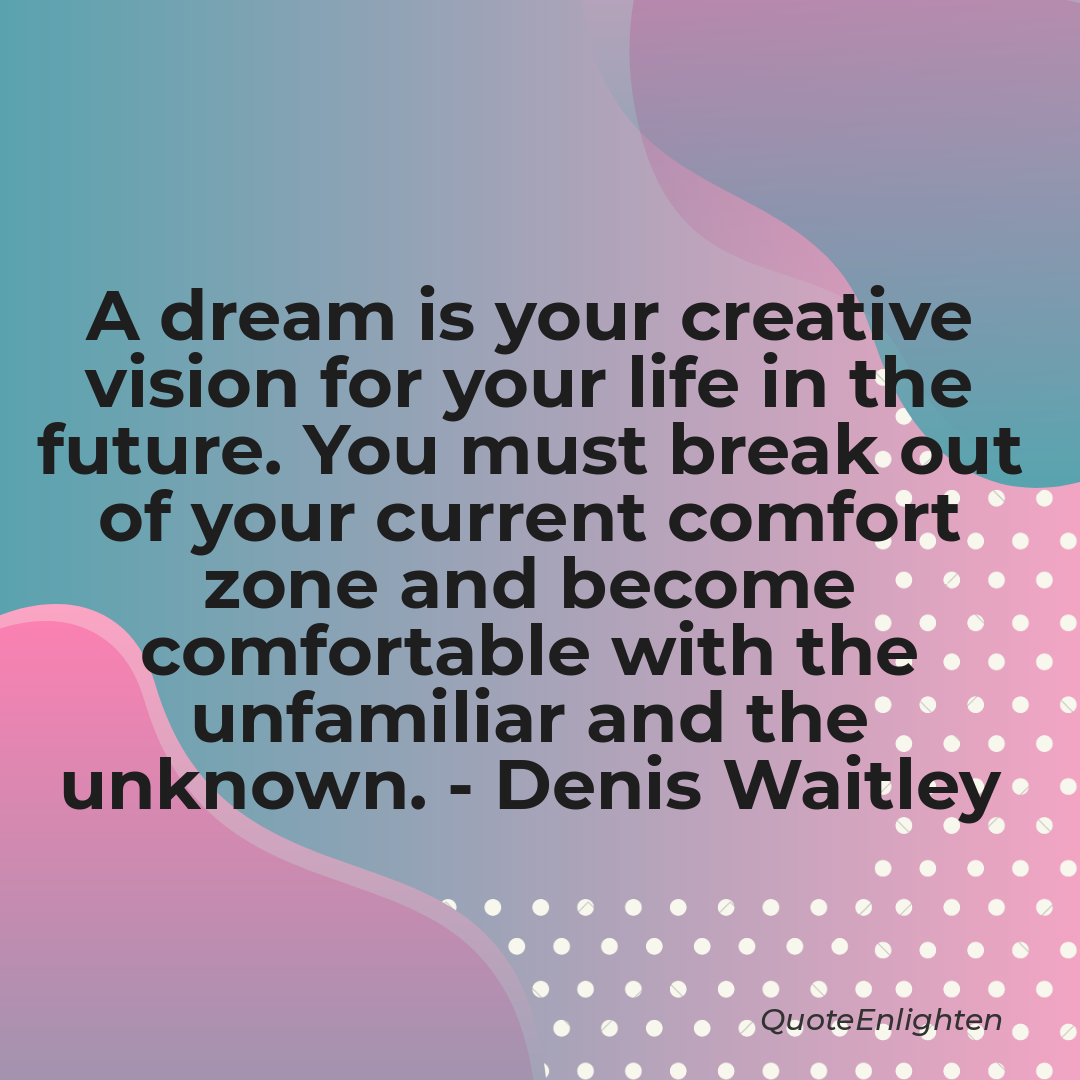 A dream is your creative
vision for your life in the
future. You must break out
of your current comfort
zone and become
comfortable with the
unfamiliar and the
unknown. - Denis Waitley
QuoteEnlighten